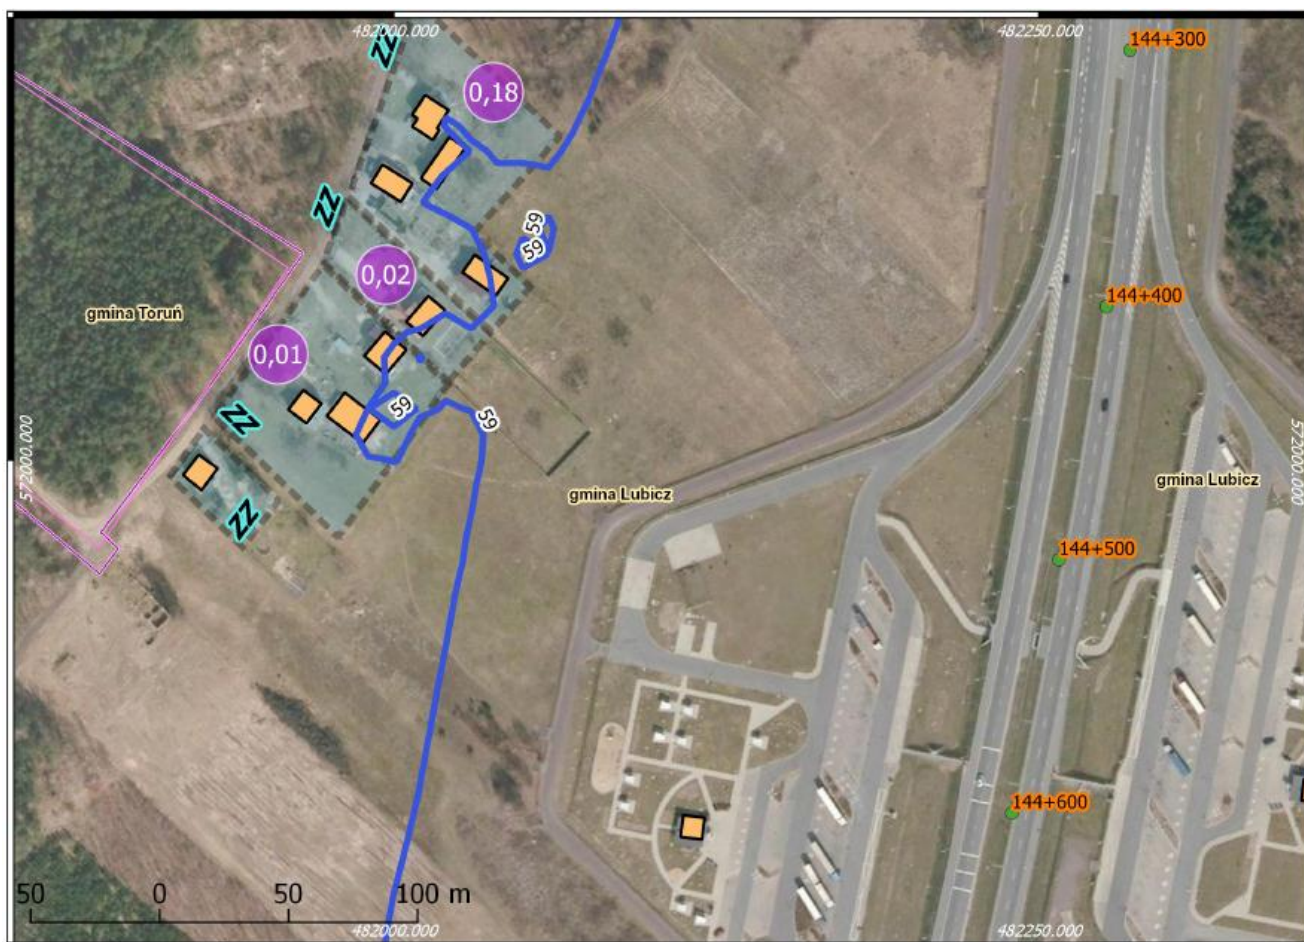 482000.000
482250.000
144+300
ZZ
0,18
ZZ
59
59
0,02
144+400
gmina Toruń
0,01
59
59
ZZ
572000.000
572000.000
gmina Lubicz
gmina Lubicz
ZZ
144+500
144+600
50 0 50 100 m
482000.000
482250.000